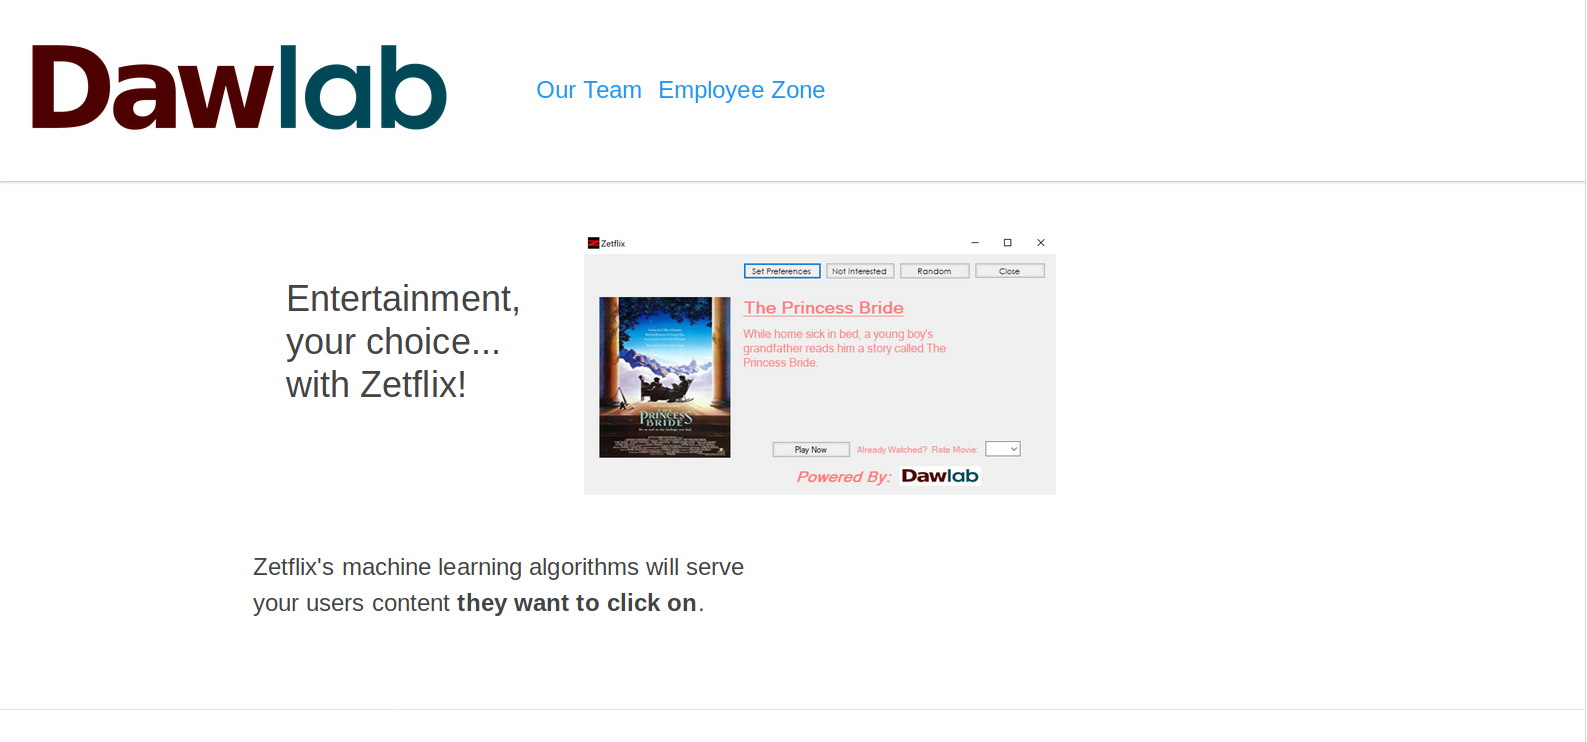 Dawlab
Our Team Employee Zone
Zetflix
Set Preferences Not Interested Random Close
Entertainment,
your choice...
with Zetflix!
The Princess Bride
While home sick in bed, a young boy's
grandfather reads him a story called The
Princess Bride.
THE
PRINCESS
BRIDE
Play Now Already Watched? Rate Movie:
Powered By: Dawlab
Zetflix's machine learning algorithms will serve
your users content they want to click on.